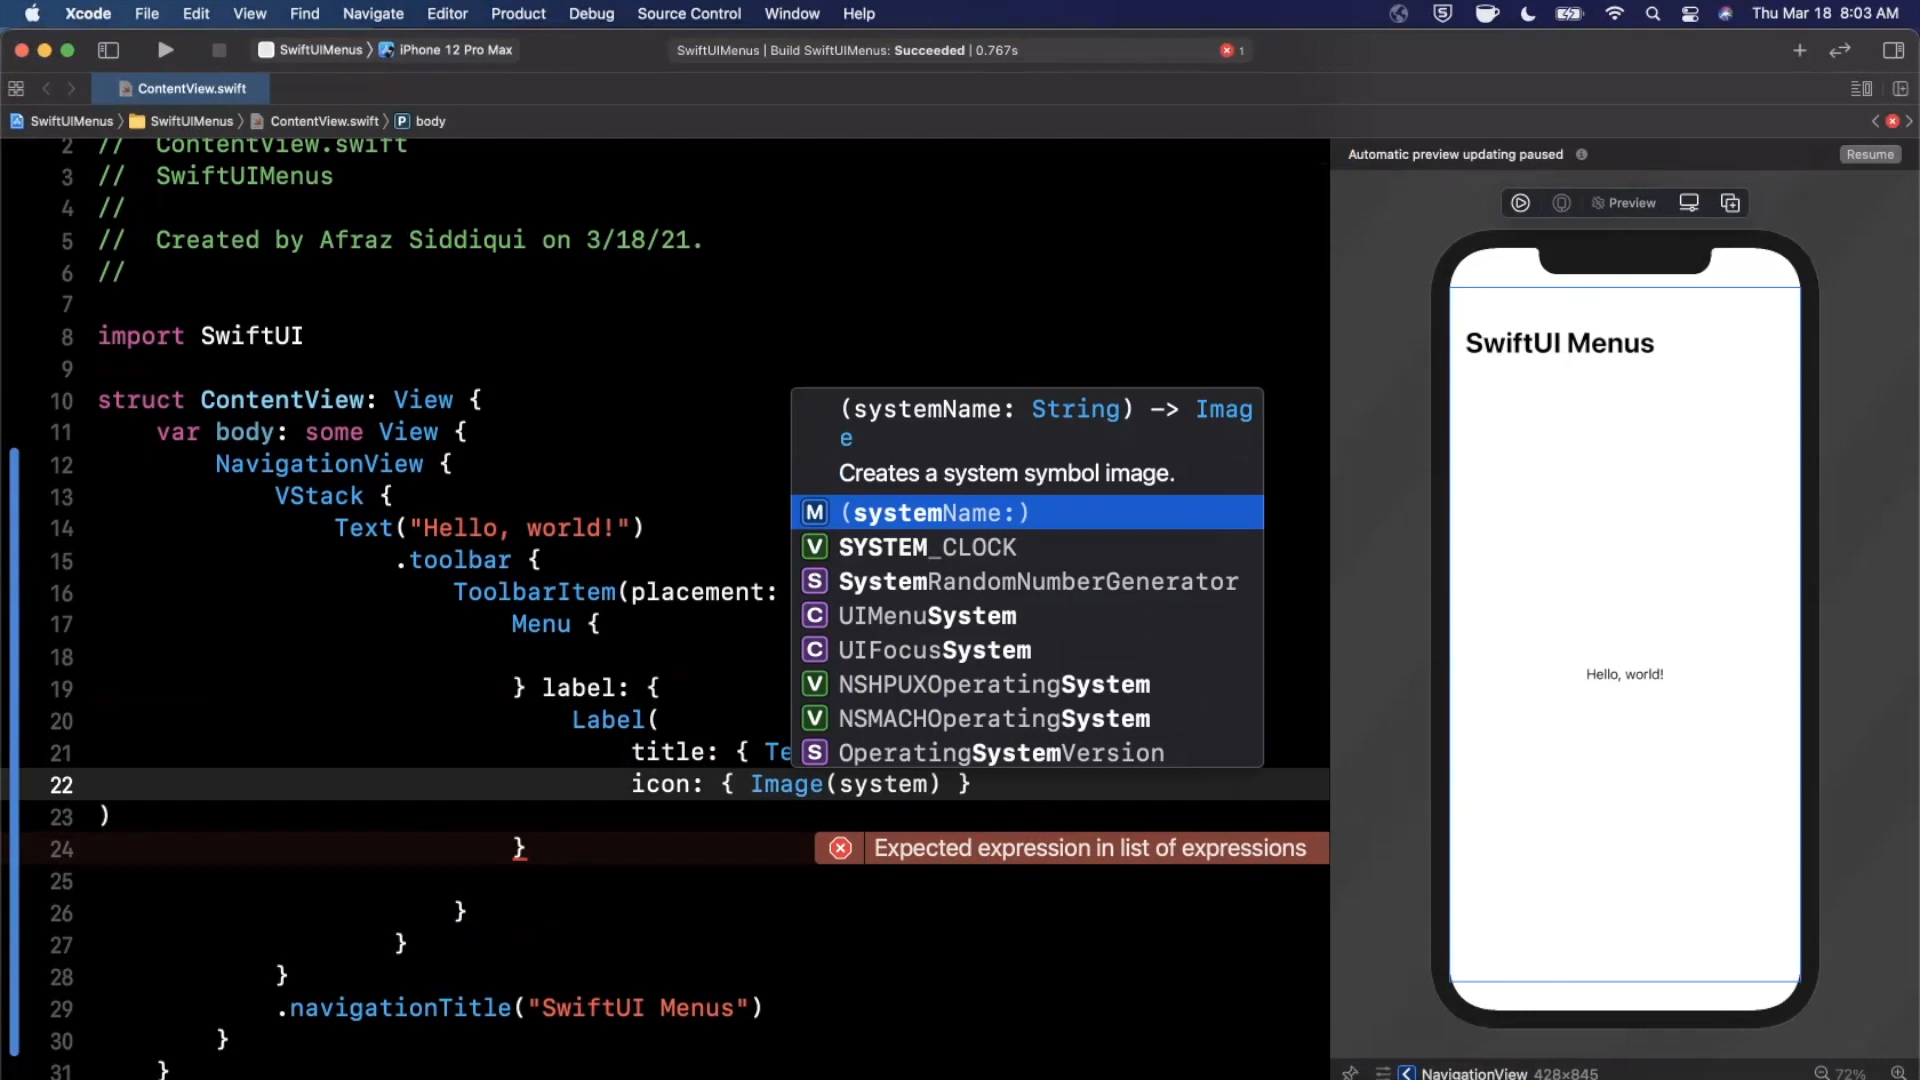 Xcode File Edit View Find Navigate Editor Product Debug Source Control Window Help Thu Mar 18 8:03 AM
SwiftUIMenus iPhone 12 Pro Max SwiftUIMenus | Build SwiftUIMenus: Succeeded | 0.767s 1
ContentView.swift
SwiftUIMenus SwiftUIMenus ContentView.swift P body
Automatic preview updating paused Resume
Preview
2 // ContentView.swift
3 // SwiftUIMenus
4 //
5 // Created by Afraz Siddiqui on 3/18/21.
6 //
7
8 import SwiftUI
9
10 struct ContentView: View {
11 var body: some View {
12 NavigationView {
13 VStack {
14 Text("Hello, world!")
15 .toolbar {
16 ToolbarItem(placement:
17 Menu {
18
19 } label: {
20 Label(
21 title: { Te
22 icon: { Image(system) }
23 )
24 } Expected expression in list of expressions
25
26 }
27 }
28 }
29 .navigationTitle("SwiftUI Menus")
30 }
31 }
(systemName: String) -> Imag
e
Creates a system symbol image.
M (systemName:)
V SYSTEM_CLOCK
S SystemRandomNumberGenerator
C UIMenuSystem
C UIFocusSystem
V NSHPUXOperatingSystem
V NSMACHOperatingSystem
S OperatingSystemVersion
SwiftUI Menus
Hello, world!
NavigationView 428×845 72%